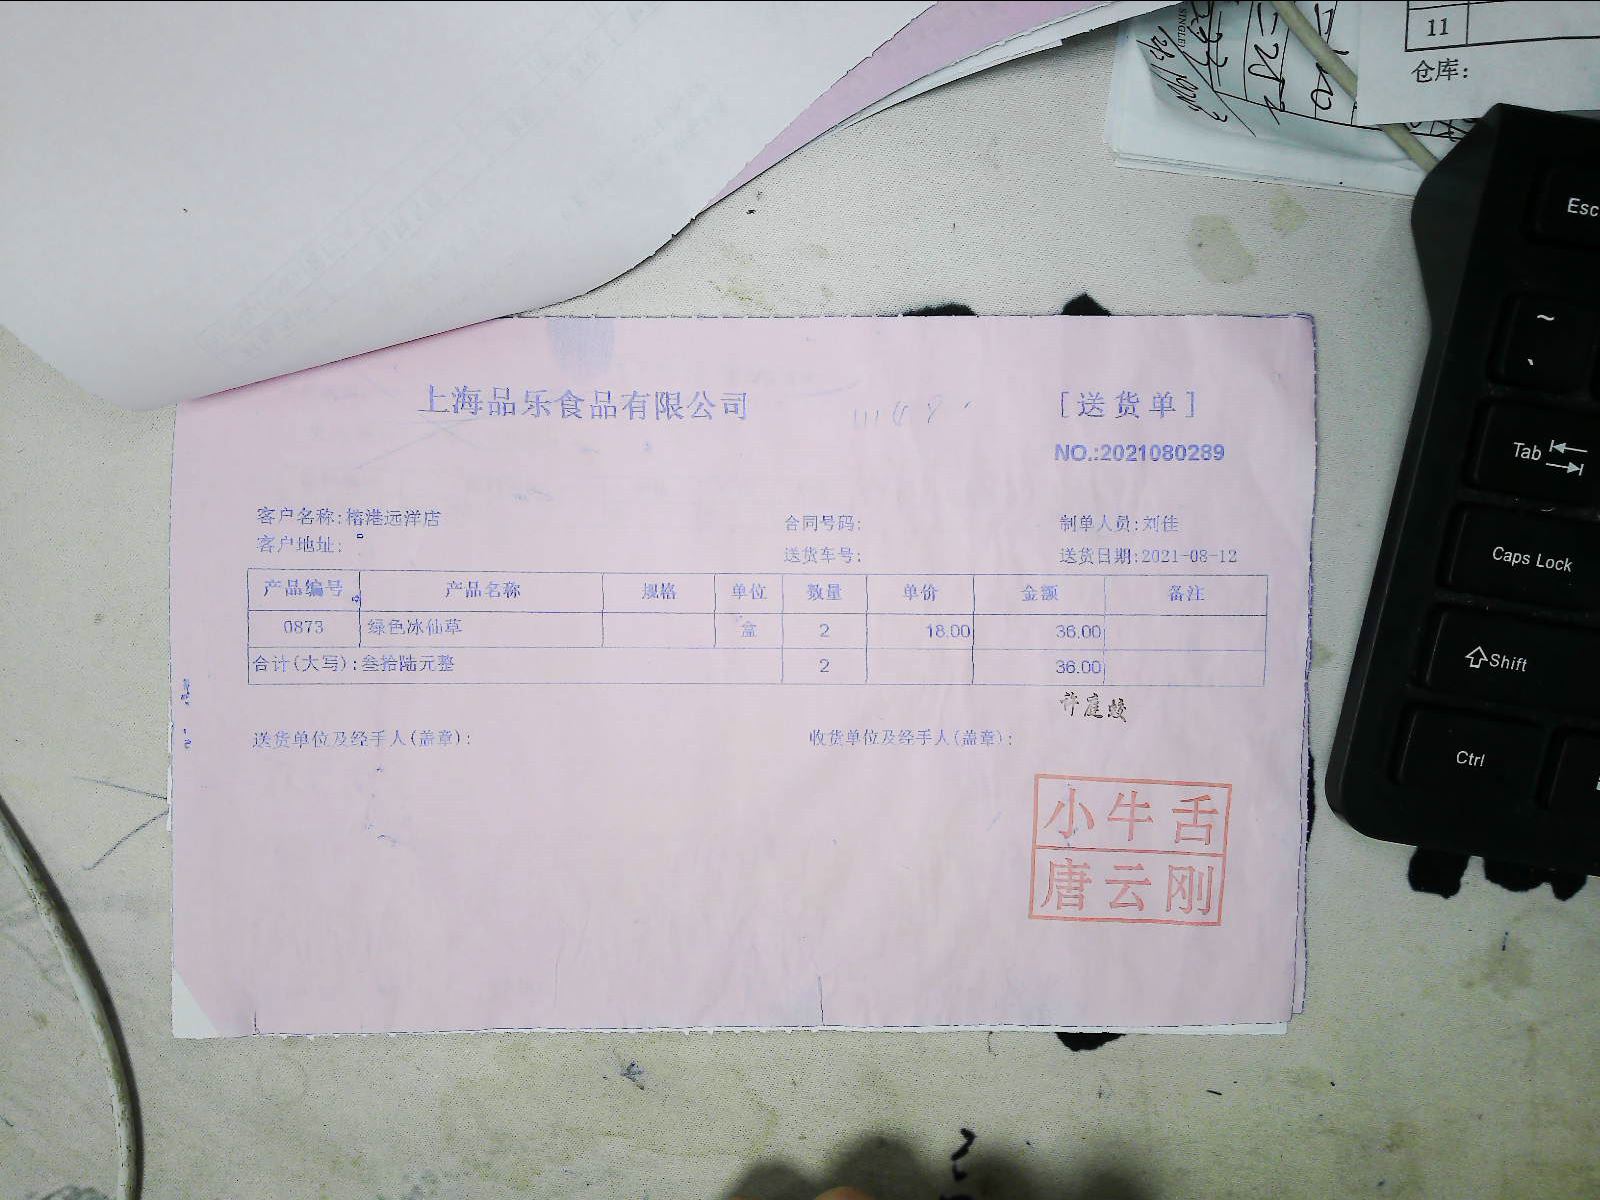 11
仓库:
SINGLE)
Esc
~
Tab
Caps Lock
Shift
Ctrl
上海品乐食品有限公司
[送货单]
NO.:2021080289
客户名称:榕港远洋店 合同号码: 制单人员:刘佳
客户地址: 送货车号: 送货日期:2021-08-12
产品编号 产品名称 规格 单位 数量 单价 金额 备注
0873 绿色冰仙草 盒 2 18.00 36.00
合计(大写):叁拾陆元整 2 36.00
许庭蛟
送货单位及经手人(盖章): 收货单位及经手人(盖章):
小牛舌
唐云刚